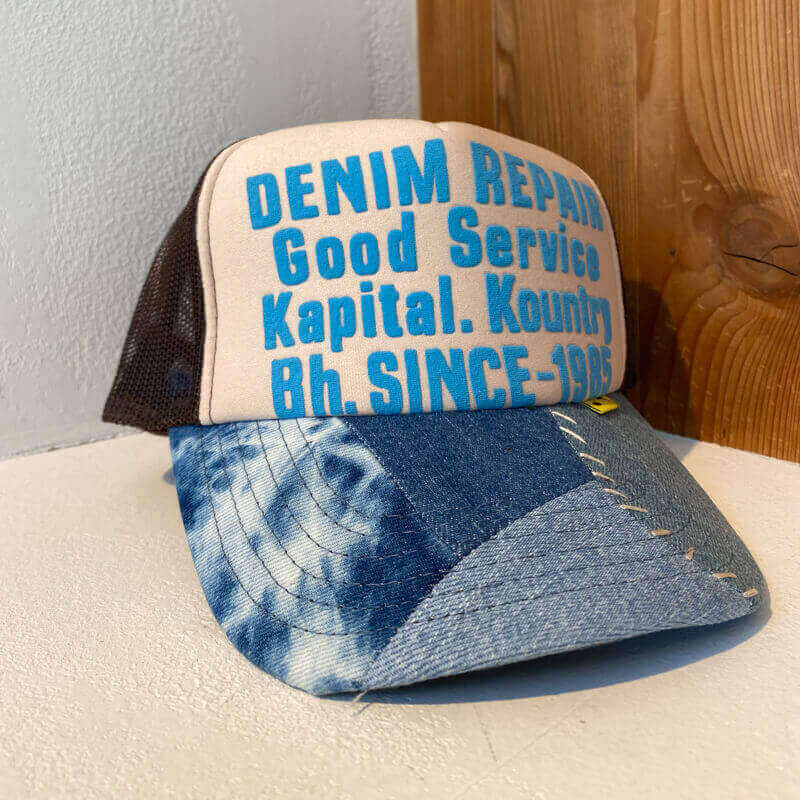 DENIM REPAIR
Good Service
Kapital. Kountry
Bh. SINCE-1985